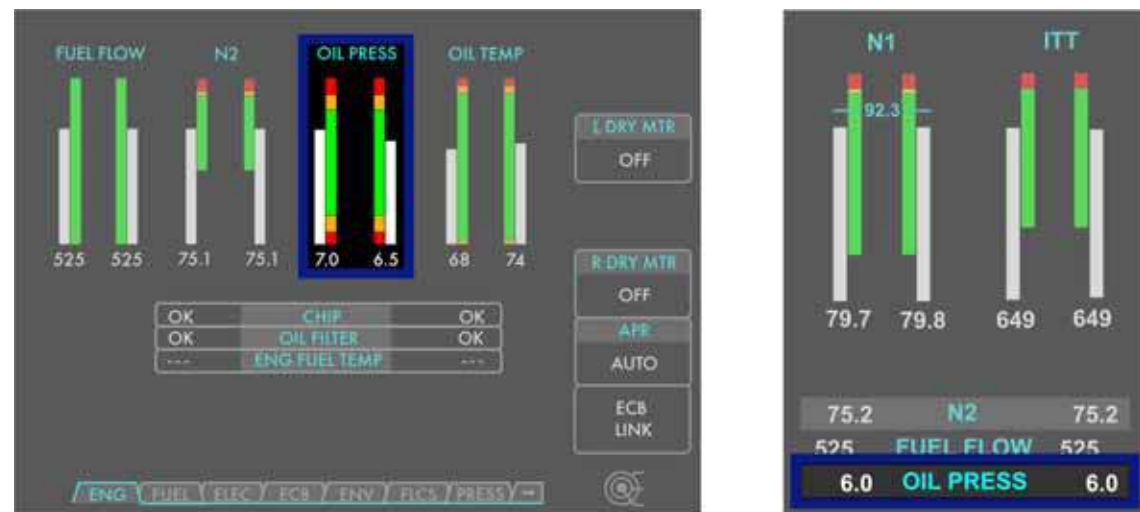 FUEL FLOW N2 OIL PRESS OIL TEMP
525 525 75.1 75.1 7.0 6.5 68 74
L DRY MTR
OFF
R DRY MTR
OFF
APR
AUTO
ECB
LINK
OK CHIP OK
OK OIL FILTER OK
--- ENG FUEL TEMP ---
ENG FUEL ELEC ECB ENV FLCS PRESS →
N1 ITT
92.3
79.7 79.8 649 649
75.2 N2 75.2
525 FUEL FLOW 525
6.0 OIL PRESS 6.0